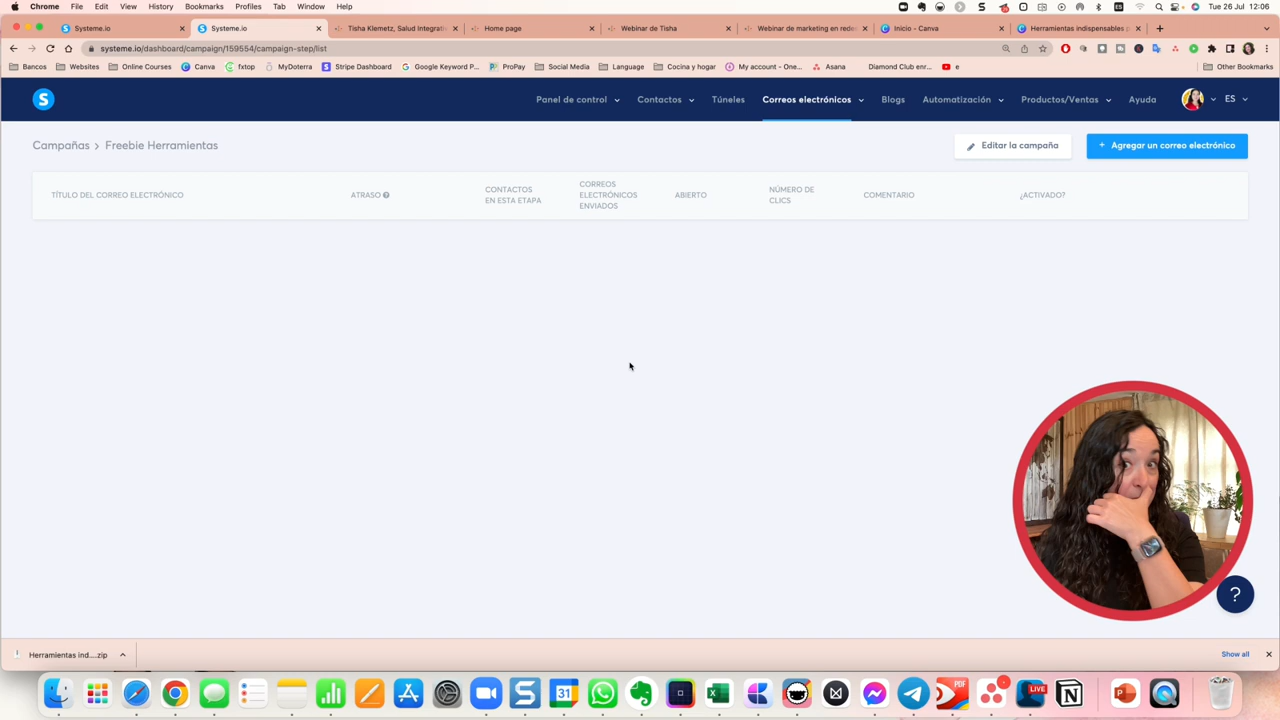 Chrome File Edit View History Bookmarks Profiles Tab Window Help Tue 26 Jul 12:06
Systeme.io
Systeme.io
Tisha Klemetz, Salud Integrati
Home page
Webinar de Tisha
Webinar de marketing en redes
Inicio - Canva
Herramientas indispensables p
systeme.io/dashboard/campaign/159554/campaign-step/list
Bancos Websites Online Courses Canva fxtop MyDoterra Stripe Dashboard Google Keyword P... ProPay Social Media Language Cocina y hogar My account - One... Asana Diamond Club enr... e Other Bookmarks
S Panel de control Contactos Túneles Correos electrónicos Blogs Automatización Productos/Ventas Ayuda ES
Campañas > Freebie Herramientas
Editar la campaña
+ Agregar un correo electrónico
TÍTULO DEL CORREO ELECTRÓNICO
ATRASO ?
CONTACTOS
EN ESTA ETAPA
CORREOS
ELECTRÓNICOS
ENVIADOS
ABIERTO
NÚMERO DE
CLICS
COMENTARIO
¿ACTIVADO?
?
Herramientas ind....zip
Show all
LIVE
PDF